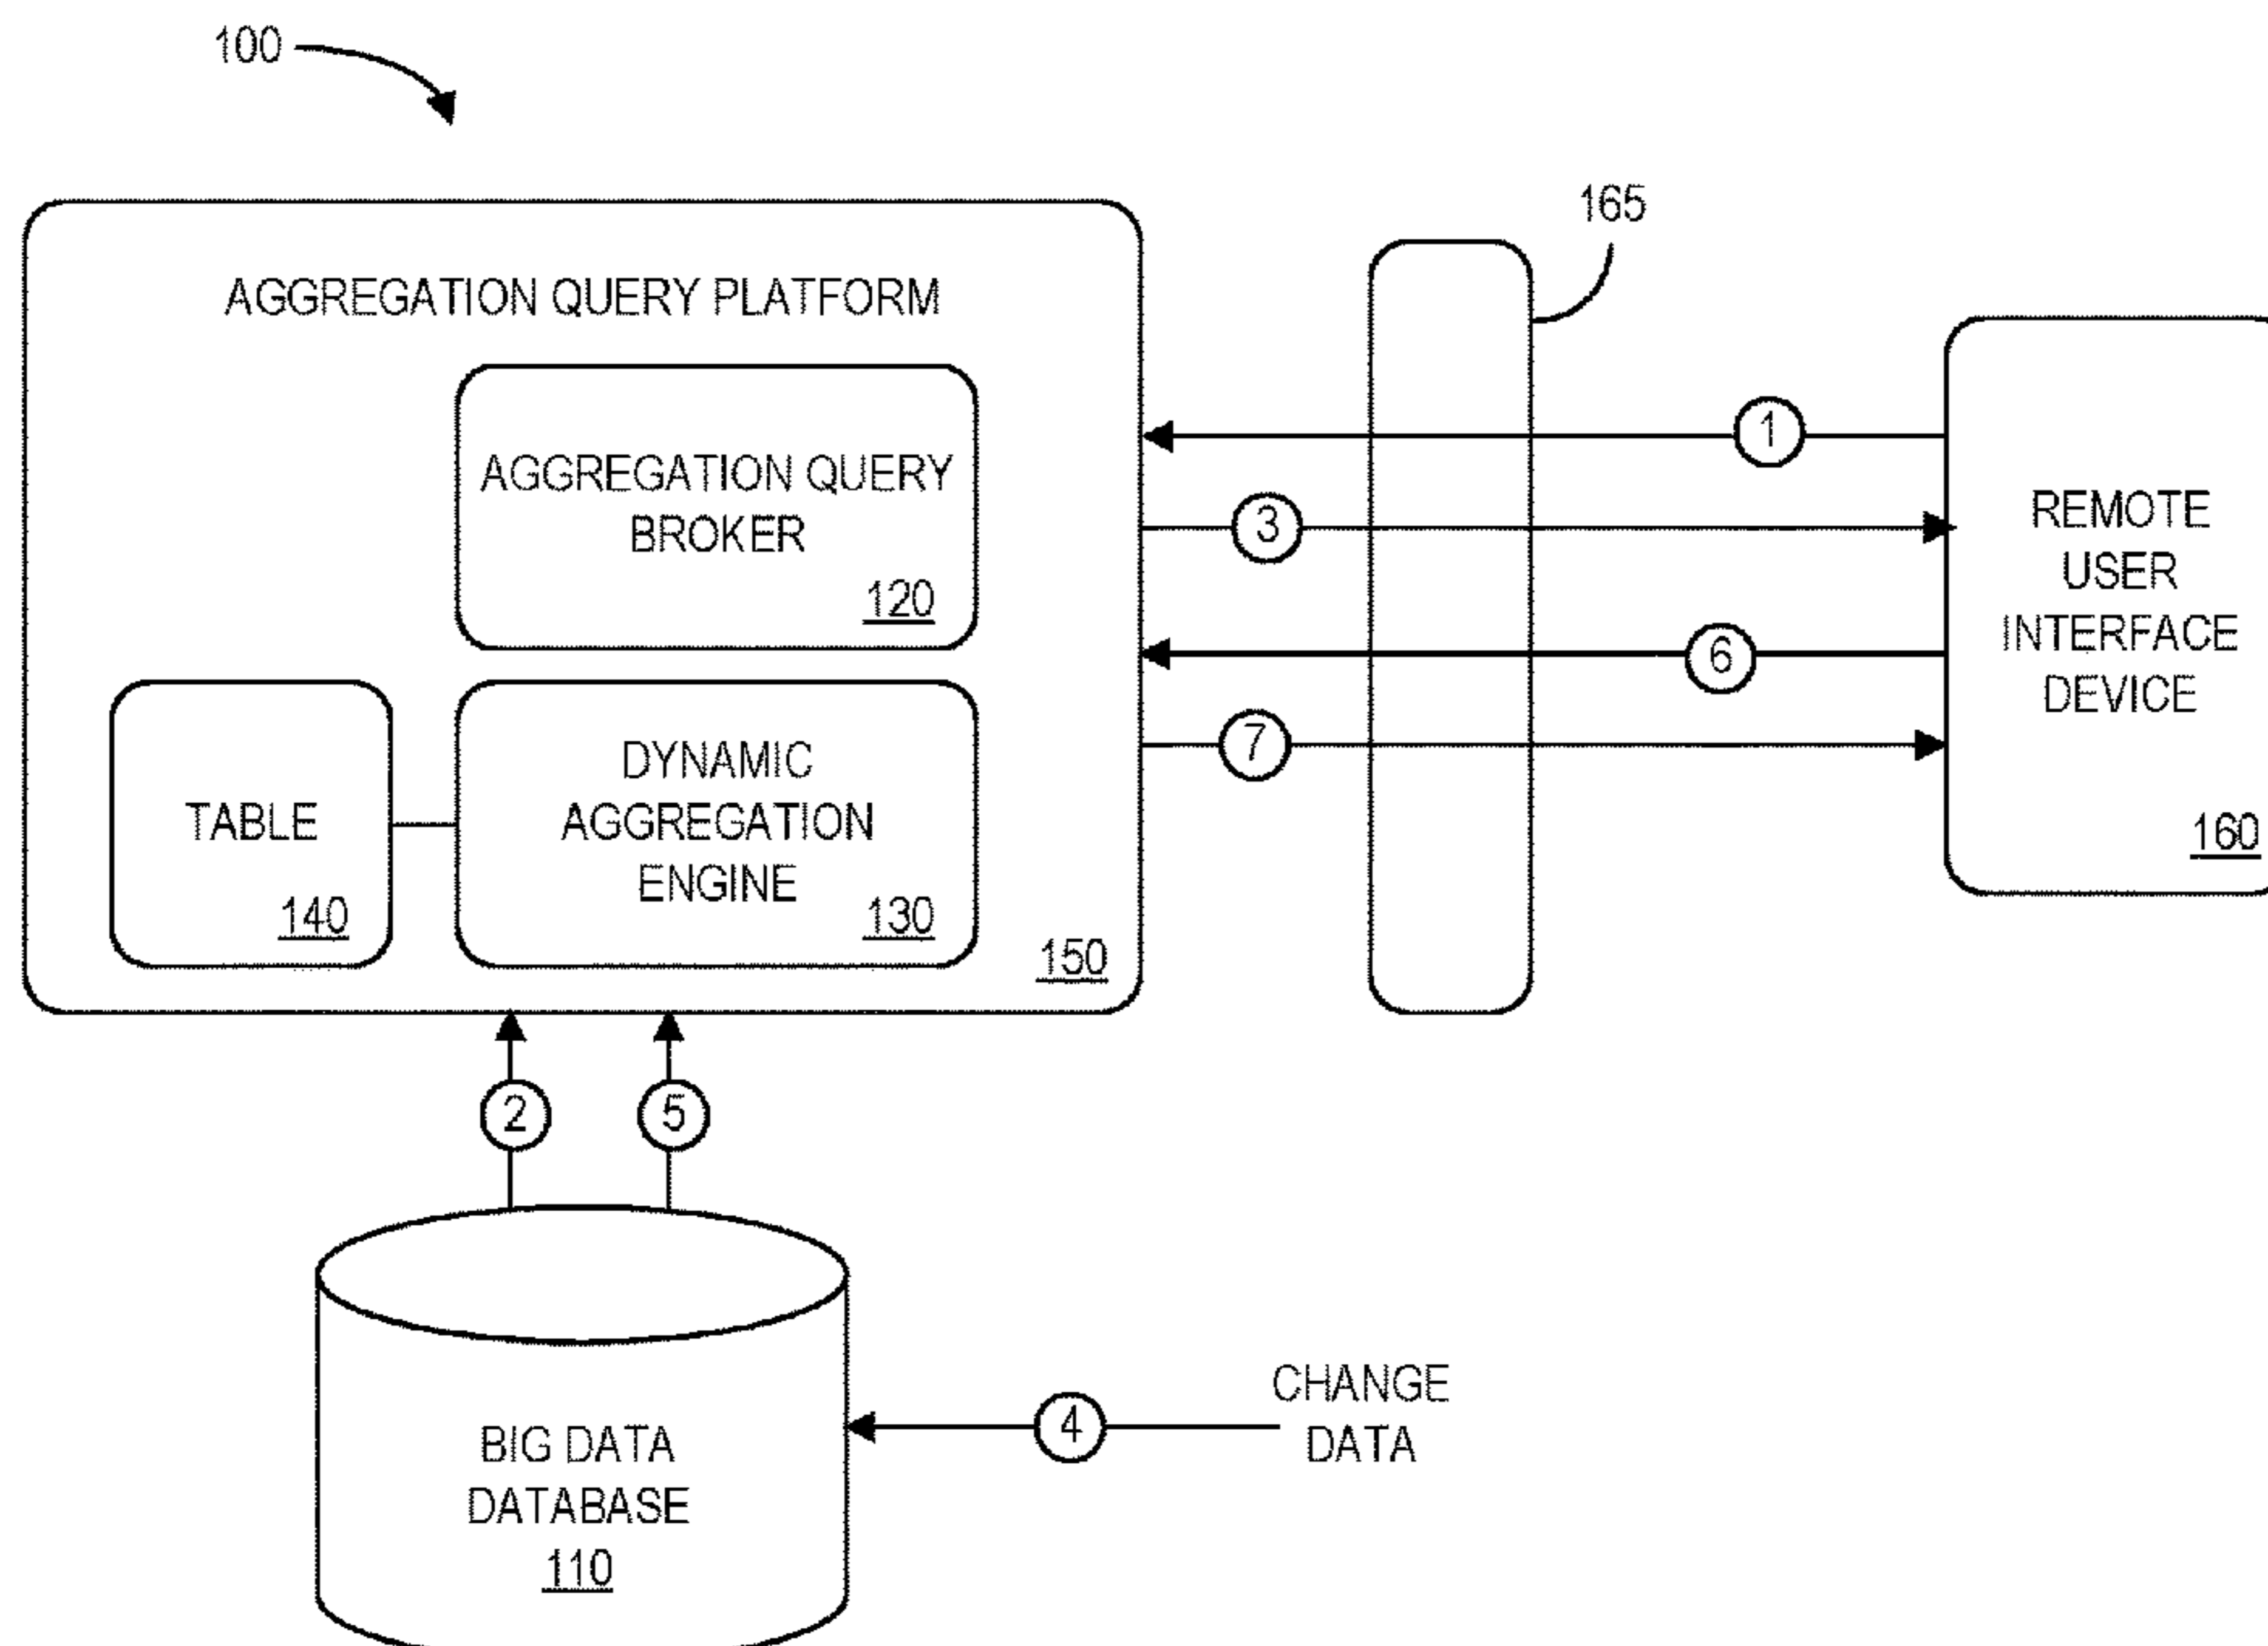 100
165
AGGREGATION QUERY PLATFORM
AGGREGATION QUERY
BROKER
120
1
3
6
7
REMOTE
USER
INTERFACE
DEVICE
160
TABLE
140
DYNAMIC
AGGREGATION
ENGINE
130
150
2
5
BIG DATA
DATABASE
110
4
CHANGE
DATA